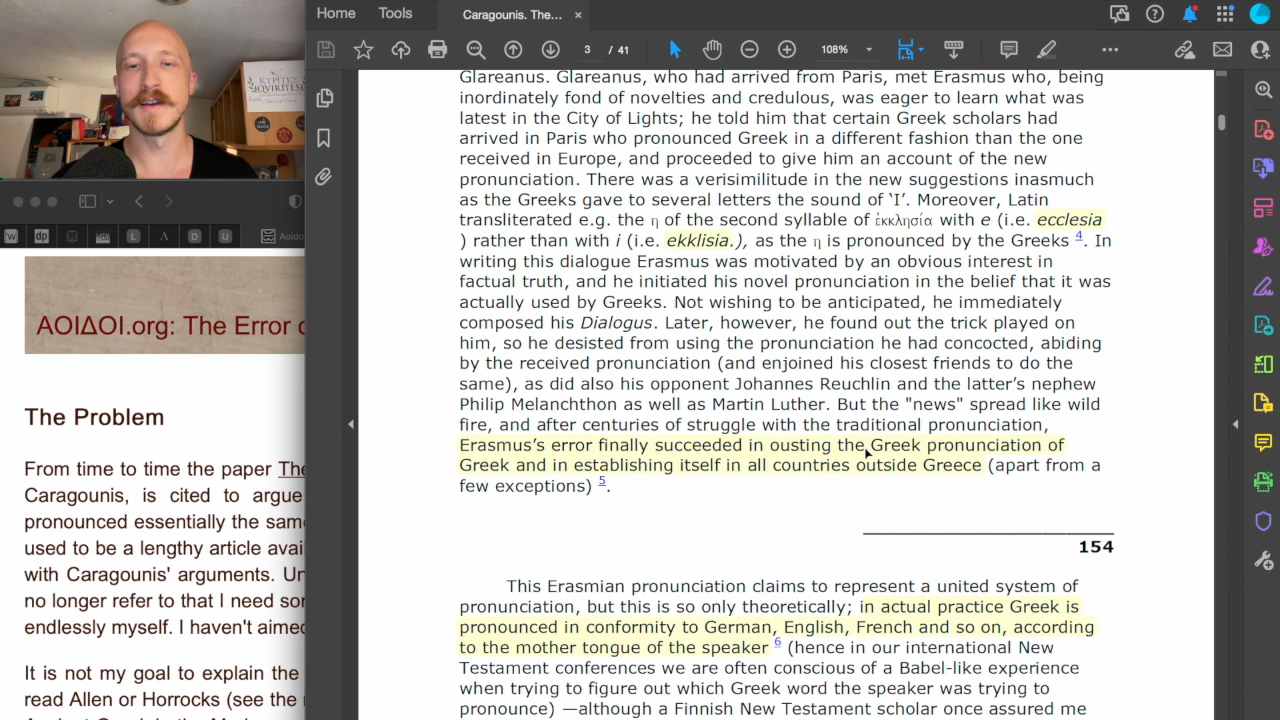 Home
Tools
Caragounis. The...
×
3 / 41
108%
ΚΥΡΙΤΕΣ
QVIRITES
W
dp
L
Λ
D
U
Aoido
AOIΔOI.org: The Error o
The Problem
From time to time the paper The
Caragounis, is cited to argue
pronounced essentially the same
used to be a lengthy article avai
with Caragounis' arguments. Un
no longer refer to that I need son
endlessly myself. I haven't aimed
It is not my goal to explain the
read Allen or Horrocks (see the r
Glareanus. Glareanus, who had arrived from Paris, met Erasmus who, being
inordinately fond of novelties and credulous, was eager to learn what was
latest in the City of Lights; he told him that certain Greek scholars had
arrived in Paris who pronounced Greek in a different fashion than the one
received in Europe, and proceeded to give him an account of the new
pronunciation. There was a verisimilitude in the new suggestions inasmuch
as the Greeks gave to several letters the sound of ‘I’. Moreover, Latin
transliterated e.g. the η of the second syllable of ἐκκλησία with e (i.e. ecclesia
) rather than with i (i.e. ekklisia.), as the η is pronounced by the Greeks 4. In
writing this dialogue Erasmus was motivated by an obvious interest in
factual truth, and he initiated his novel pronunciation in the belief that it was
actually used by Greeks. Not wishing to be anticipated, he immediately
composed his Dialogus. Later, however, he found out the trick played on
him, so he desisted from using the pronunciation he had concocted, abiding
by the received pronunciation (and enjoined his closest friends to do the
same), as did also his opponent Johannes Reuchlin and the latter’s nephew
Philip Melanchthon as well as Martin Luther. But the "news" spread like wild
fire, and after centuries of struggle with the traditional pronunciation,
Erasmus’s error finally succeeded in ousting the Greek pronunciation of
Greek and in establishing itself in all countries outside Greece (apart from a
few exceptions) 5.
154
This Erasmian pronunciation claims to represent a united system of
pronunciation, but this is so only theoretically; in actual practice Greek is
pronounced in conformity to German, English, French and so on, according
to the mother tongue of the speaker 6 (hence in our international New
Testament conferences we are often conscious of a Babel-like experience
when trying to figure out which Greek word the speaker was trying to
pronounce) —although a Finnish New Testament scholar once assured me